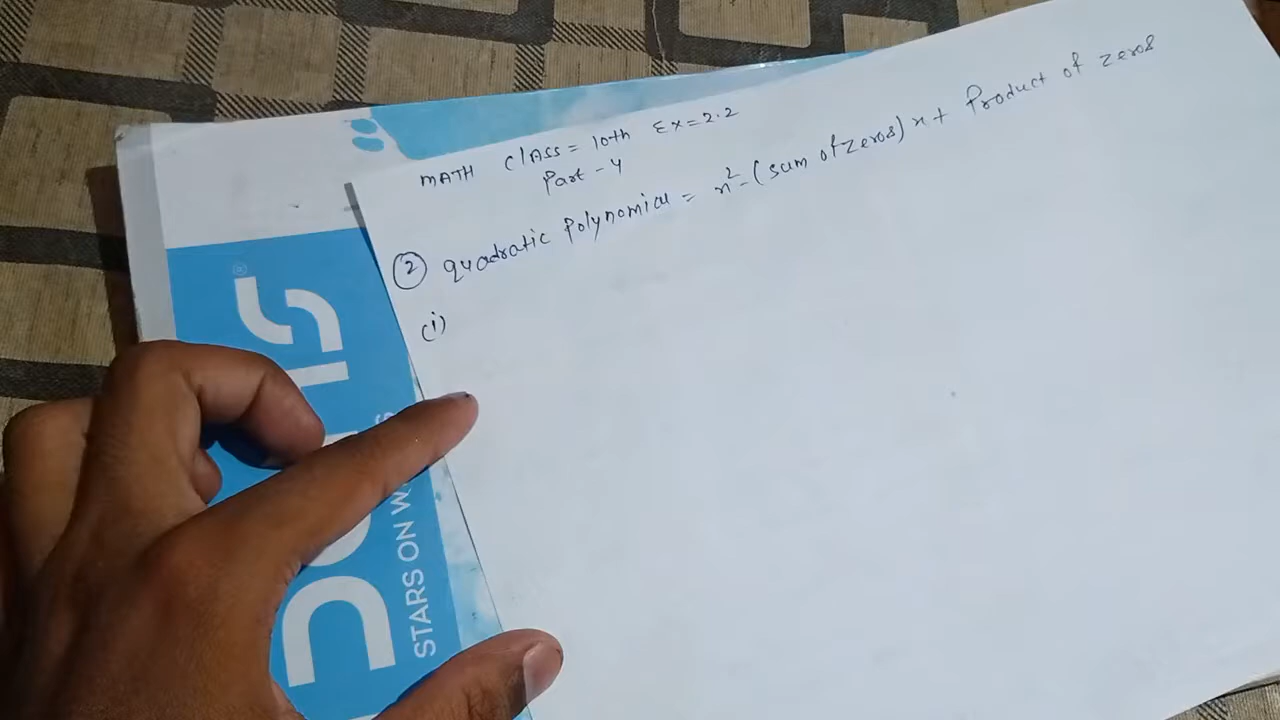 MATH CLASS = 10th EX=2.2
Part - 4
② quadratic Polynomial = x² - (sum of zeros) x + Product of zeros
(i)
STARS ON W